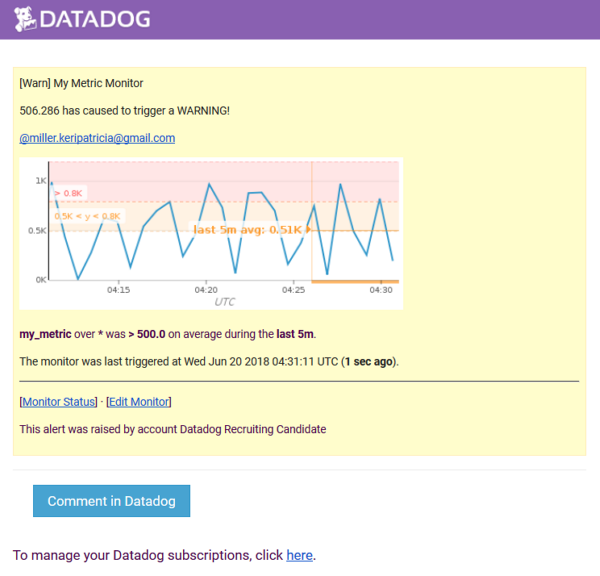 DATADOG
[Warn] My Metric Monitor
506.286 has caused to trigger a WARNING!
@miller.keripatricia@gmail.com
1K
> 0.8K
0.5K < y < 0.8K
0.5K
last 5m avg: 0.51K
0K
04:15 04:20 04:25 04:30
UTC
my_metric over * was > 500.0 on average during the last 5m.
The monitor was last triggered at Wed Jun 20 2018 04:31:11 UTC (1 sec ago).
[Monitor Status] · [Edit Monitor]
This alert was raised by account Datadog Recruiting Candidate
Comment in Datadog
To manage your Datadog subscriptions, click here.